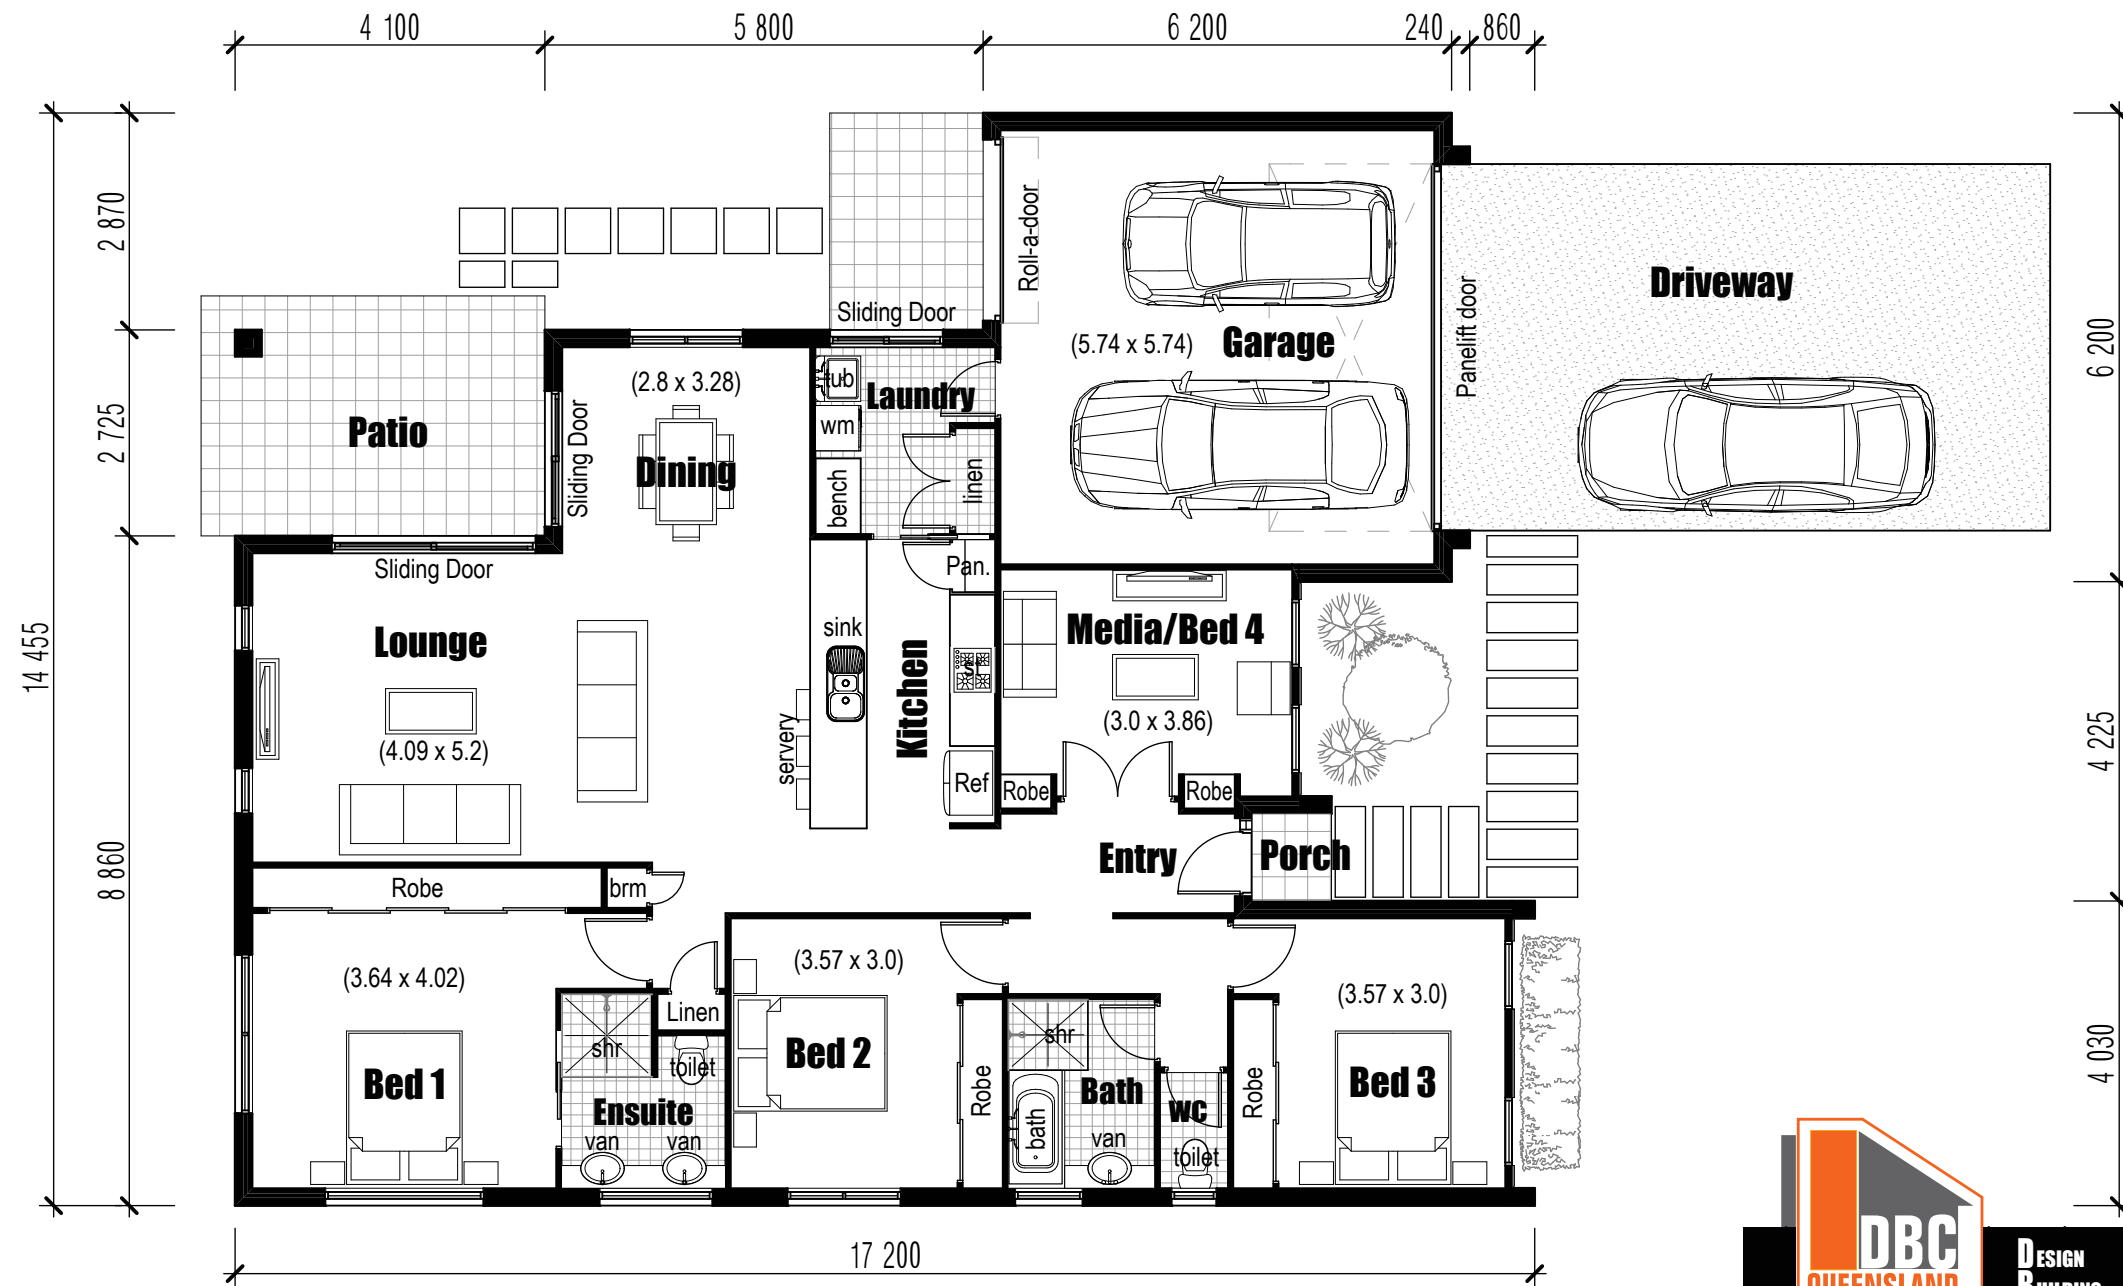 4 100
5 800
6 200
240
860
14 455
2 870
2 725
8 860
6 200
4 225
4 030
17 200
Roll-a-door
Driveway
Sliding Door
(5.74 x 5.74)
Garage
Panelift door
Patio
Sliding Door
(2.8 x 3.28)
Dining
tub
Laundry
wm
bench
linen
Sliding Door
Pan.
Lounge
(4.09 x 5.2)
sink
servery
Kitchen
st
Ref
Media/Bed 4
(3.0 x 3.86)
Robe
Robe
Entry
Porch
Robe
brm
(3.64 x 4.02)
Bed 1
Linen
shr
toilet
Ensuite
van
van
(3.57 x 3.0)
Bed 2
Robe
shr
bath
Bath
van
wc
toilet
Robe
(3.57 x 3.0)
Bed 3
DBC
QUEENSLAND
DESIGN